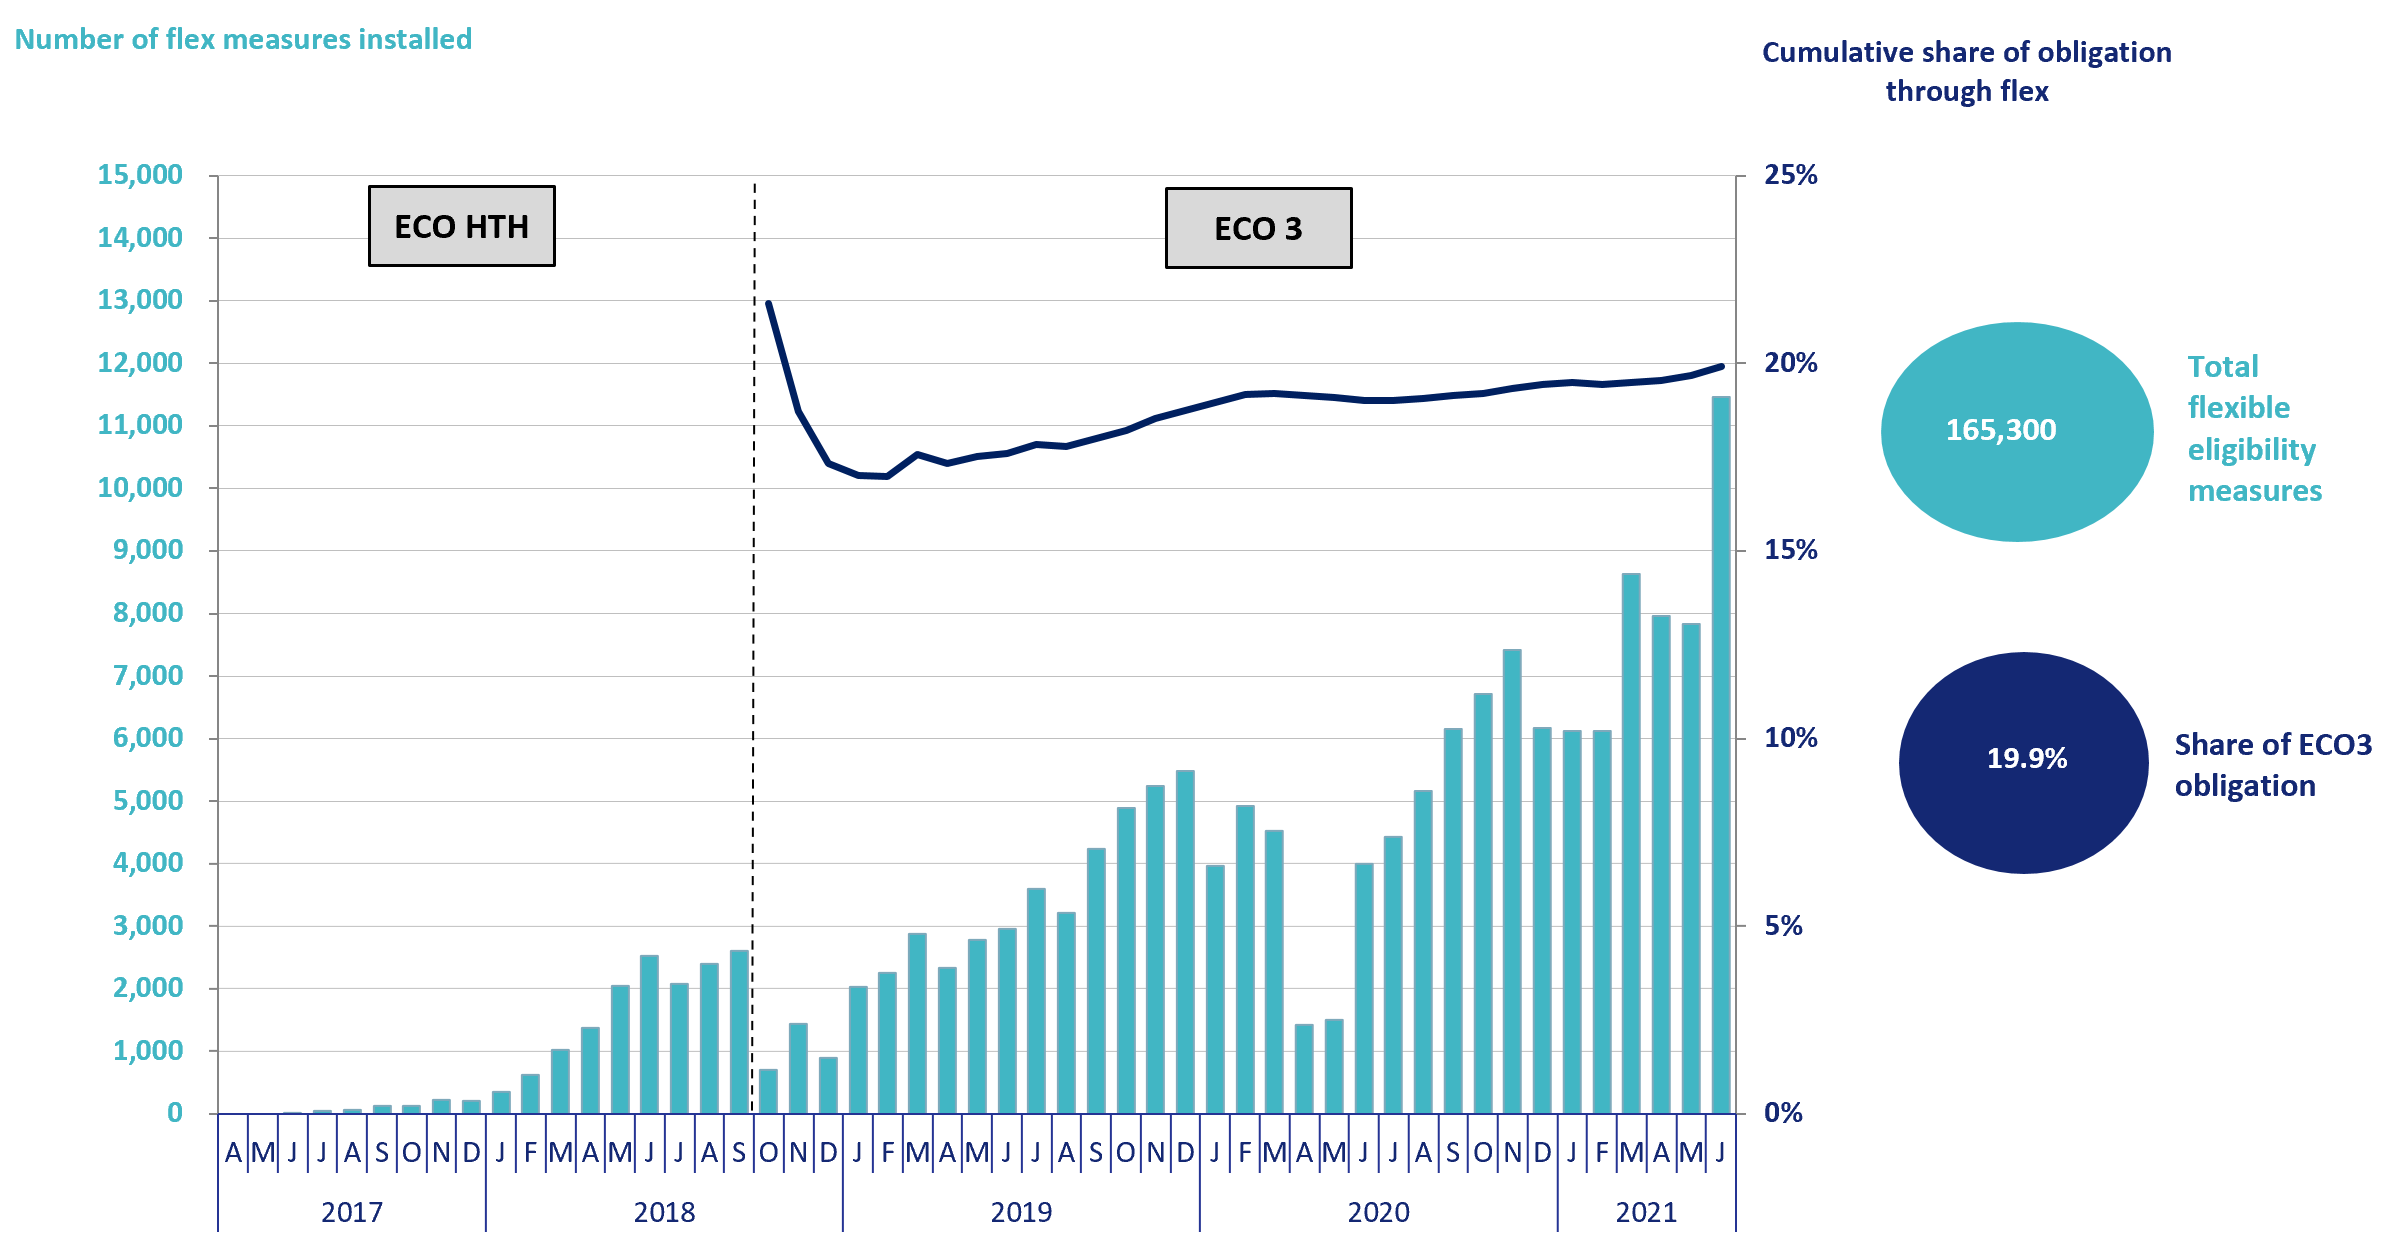 Number of flex measures installed
Cumulative share of obligation
through flex
15,000
14,000
13,000
12,000
11,000
10,000
9,000
8,000
7,000
6,000
5,000
4,000
3,000
2,000
1,000
0
ECO HTH
ECO 3
25%
20%
15%
10%
5%
0%
165,300
Total
flexible
eligibility
measures
19.9%
Share of ECO3
obligation
A M J J A S O N D J F M A M J J A S O N D J F M A M J J A S O N D J F M A M J J A S O N D J F M A M J
2017 2018 2019 2020 2021